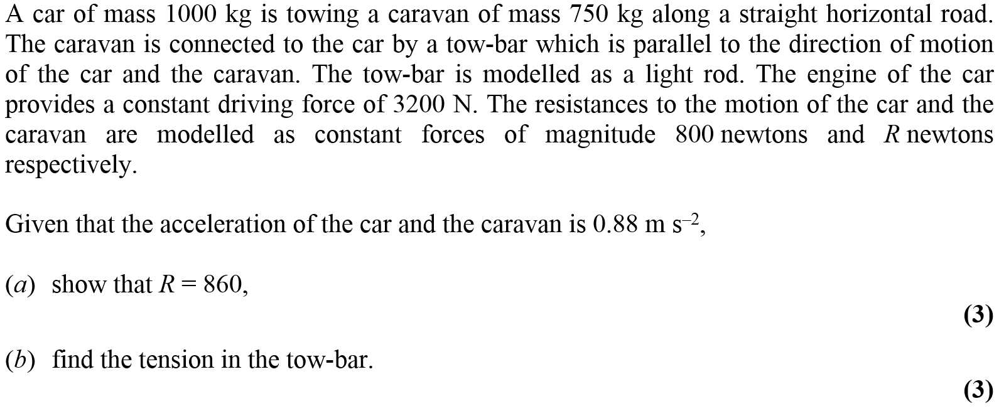 A car of mass 1000 kg is towing a caravan of mass 750 kg along a straight horizontal road.
The caravan is connected to the car by a tow-bar which is parallel to the direction of motion
of the car and the caravan. The tow-bar is modelled as a light rod. The engine of the car
provides a constant driving force of 3200 N. The resistances to the motion of the car and the
caravan are modelled as constant forces of magnitude 800 newtons and R newtons
respectively.
Given that the acceleration of the car and the caravan is 0.88 m s⁻²,
(a) show that R = 860,
(3)
(b) find the tension in the tow-bar.
(3)